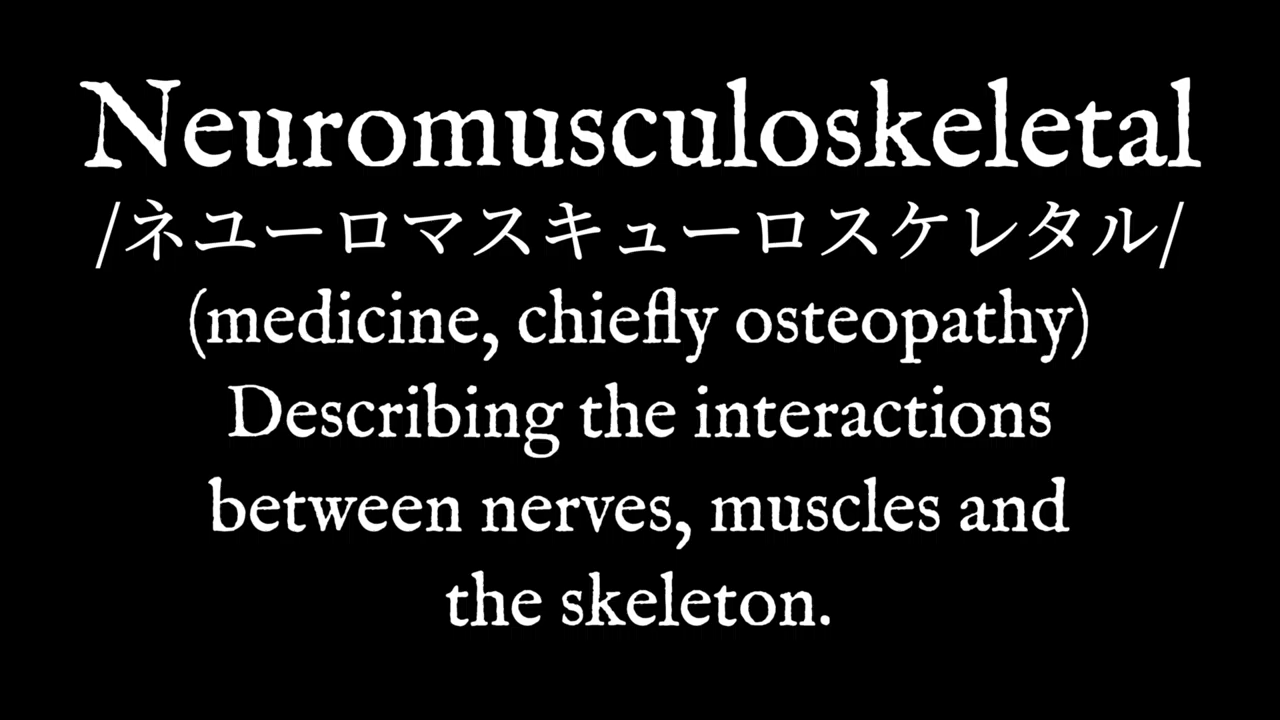 Neuromusculoskeletal
/ネユーロマスキューロスケレタル/
(medicine, chiefly osteopathy)
Describing the interactions
between nerves, muscles and
the skeleton.